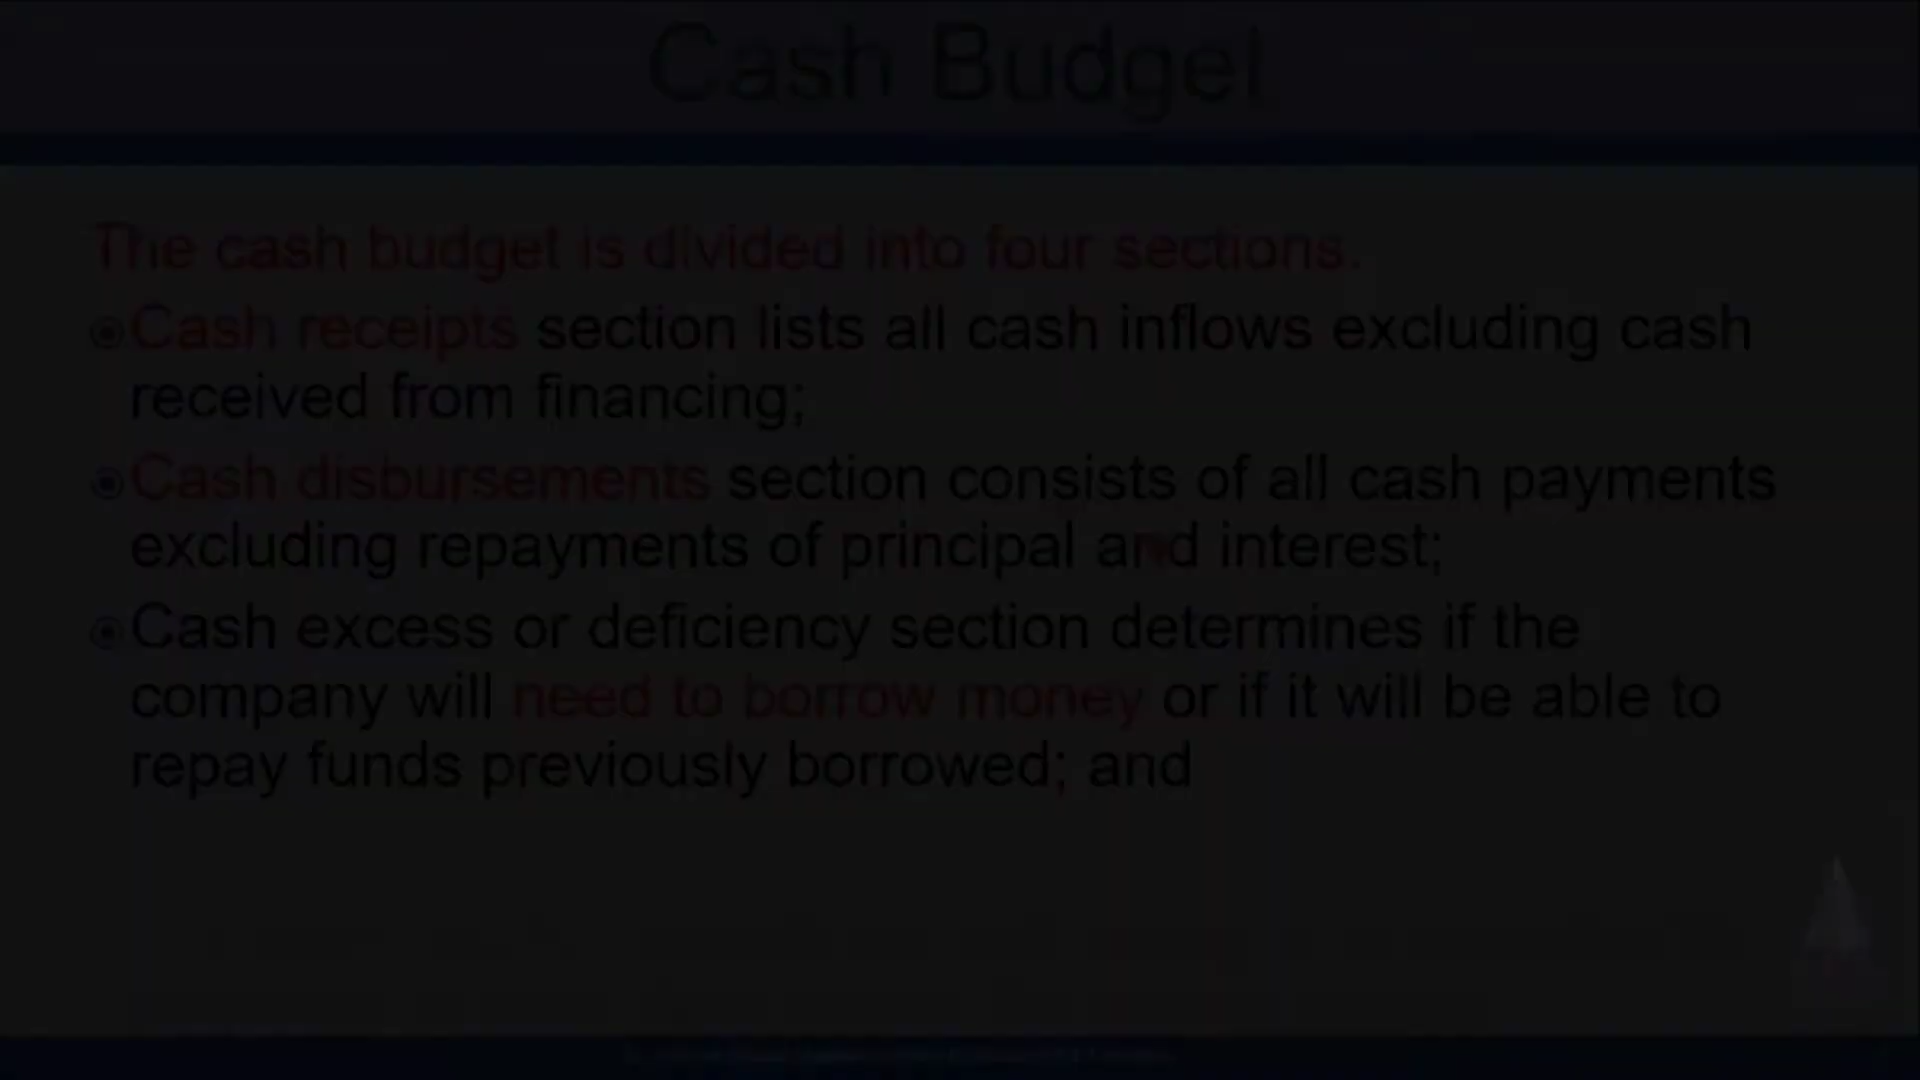 Cash Budget
The cash budget is divided into four sections.
Cash receipts section lists all cash inflows excluding cash
received from financing;
Cash disbursements section consists of all cash payments
excluding repayments of principal and interest;
Cash excess or deficiency section determines if the
company will need to borrow money or if it will be able to
repay funds previously borrowed; and